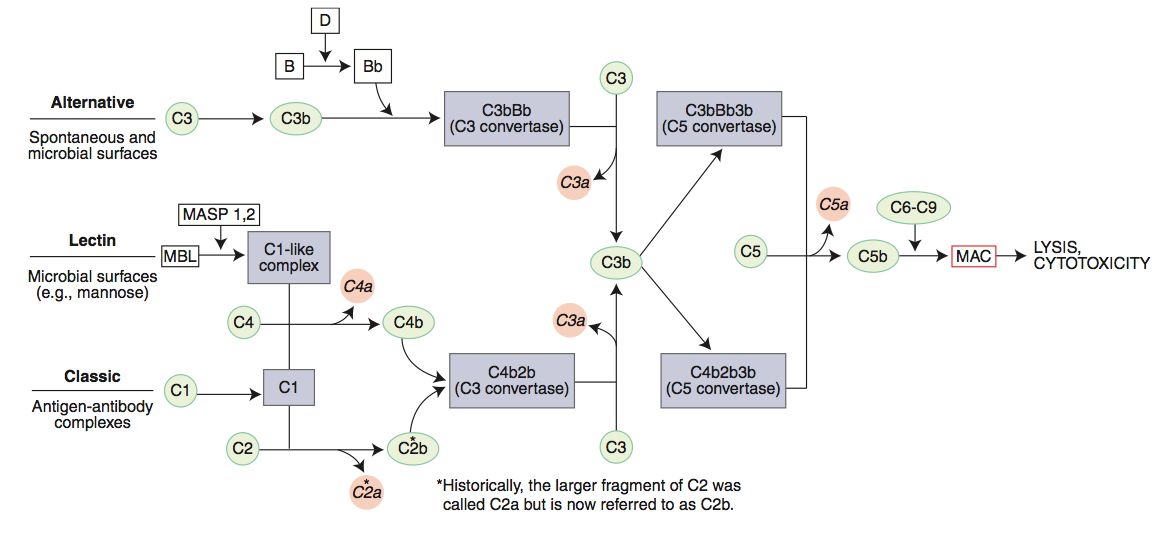 D
B
Bb
Alternative
Spontaneous and
microbial surfaces
C3
C3b
C3bBb
(C3 convertase)
C3
C3a
C3bBb3b
(C5 convertase)
MASP 1,2
Lectin
Microbial surfaces
(e.g., mannose)
MBL
C1-like
complex
C4
C4a
C4b
C3b
C3a
C5
C5a
C5b
C6-C9
MAC
LYSIS,
CYTOTOXICITY
Classic
Antigen-antibody
complexes
C1
C1
C4b2b
(C3 convertase)
C4b2b3b
(C5 convertase)
C2
*
C2b
*
C2a
C3
*Historically, the larger fragment of C2 was
called C2a but is now referred to as C2b.